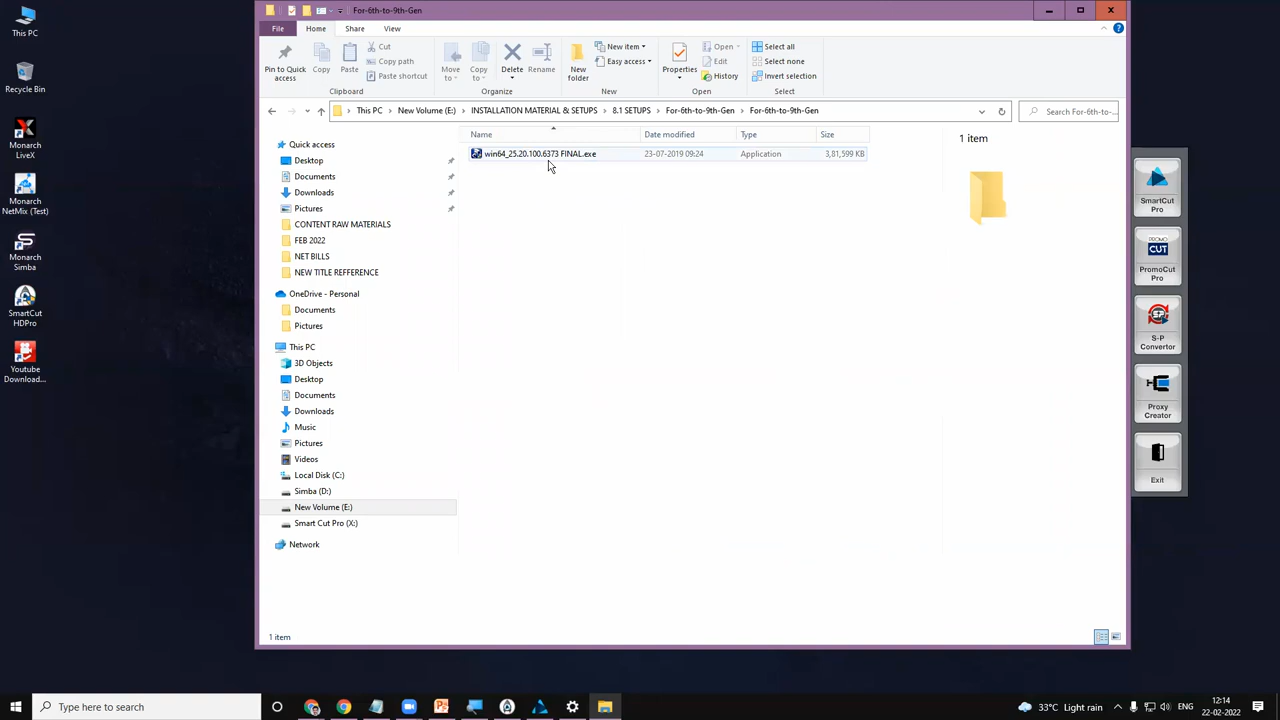 For-6th-to-9th-Gen
File Home Share View
Pin to Quick access
Copy
Paste
Cut
Copy path
Paste shortcut
Clipboard
Move to
Copy to
Delete
Rename
Organize
New folder
New item
Easy access
New
Properties
Open
Edit
History
Open
Select all
Select none
Invert selection
Select
This PC New Volume (E:) INSTALLATION MATERIAL & SETUPS 8.1 SETUPS For-6th-to-9th-Gen For-6th-to-9th-Gen
Search For-6th-to-...
Name Date modified Type Size
win64_25.20.100.6373 FINAL.exe 23-07-2019 09:24 Application 3,81,599 KB
1 item
Quick access
Desktop
Documents
Downloads
Pictures
CONTENT RAW MATERIALS
FEB 2022
NET BILLS
NEW TITLE REFFERENCE
OneDrive - Personal
Documents
Pictures
This PC
3D Objects
Desktop
Documents
Downloads
Music
Pictures
Videos
Local Disk (C:)
Simba (D:)
New Volume (E:)
Smart Cut Pro (X:)
Network
1 item
This PC
Recycle Bin
Monarch LiveX
Monarch NetMix (Test)
Monarch Simba
SmartCut HDPro
Youtube Download...
SmartCut Pro
PROMO CUT
PromoCut Pro
SP
S-P Convertor
Proxy Creator
Exit
Type here to search
33°C Light rain
ENG
12:14
22-02-2022